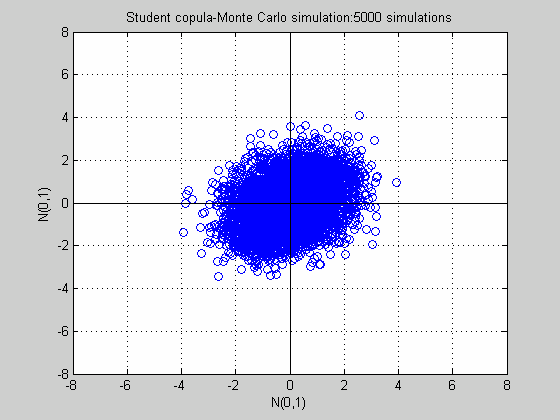 Student copula-Monte Carlo simulation:5000 simulations
8
6
4
2
0
-2
-4
-6
-8
N(0,1)
-8 -6 -4 -2 0 2 4 6 8
N(0,1)